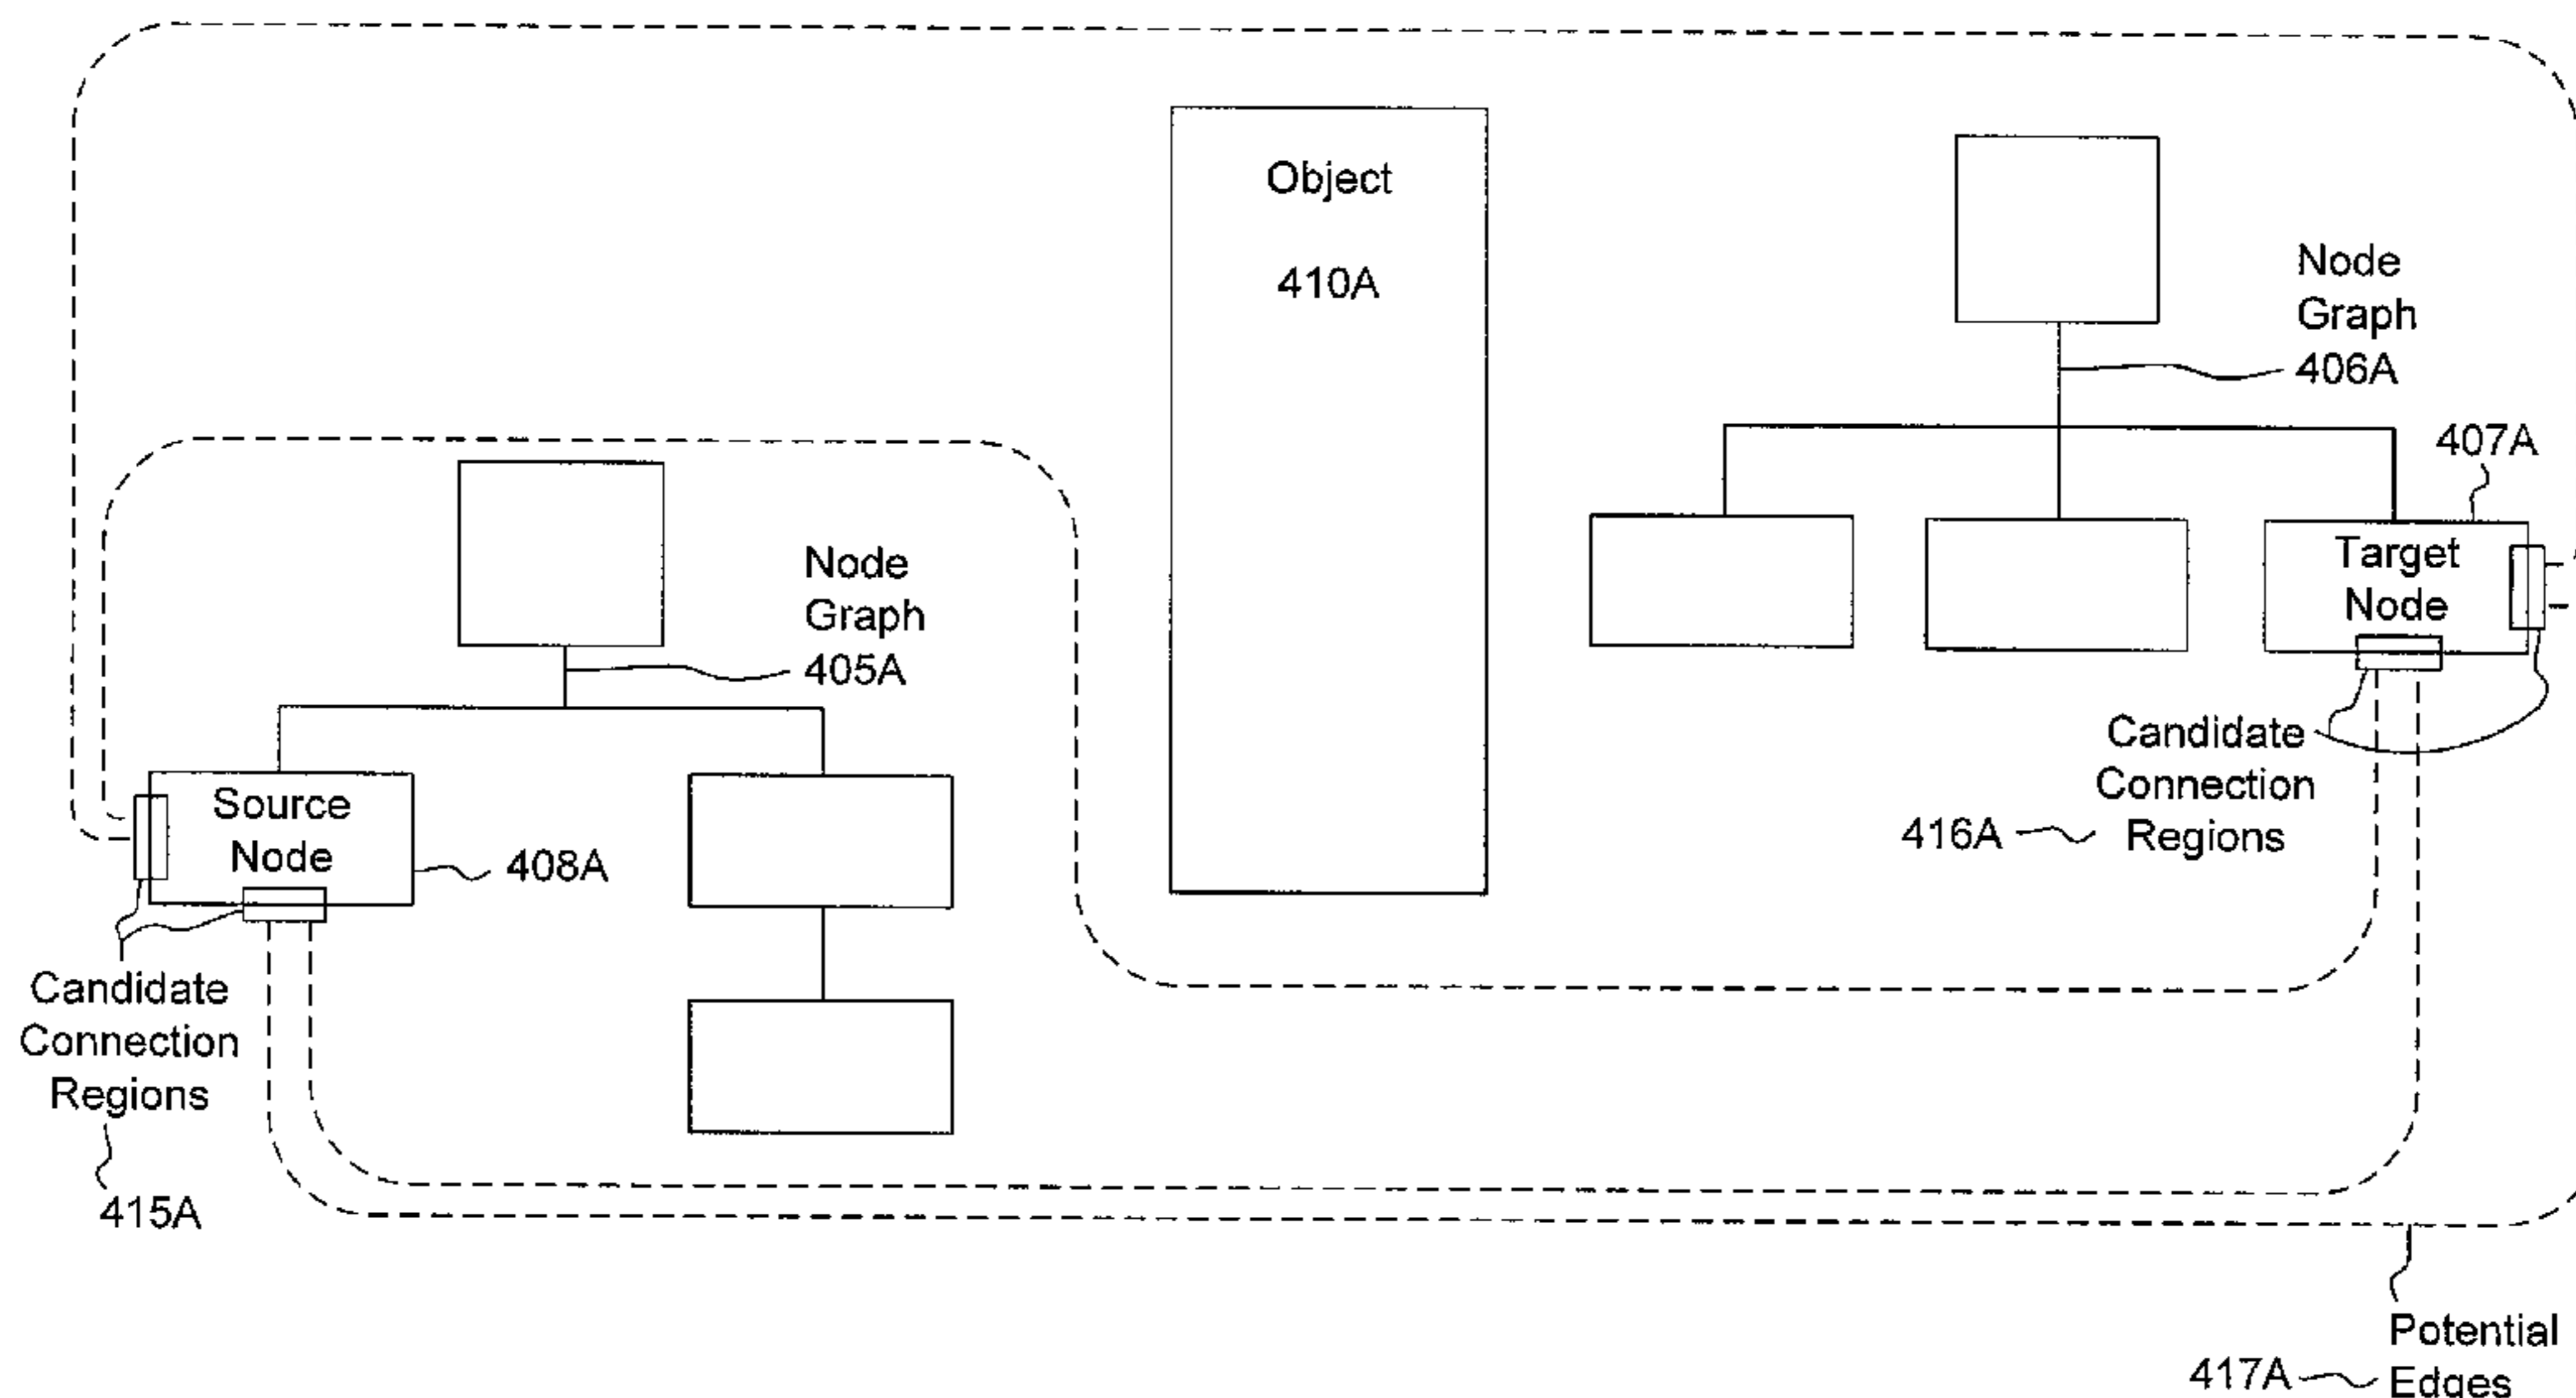 Object
410A
Node
Graph
406A
407A
Target
Node
Node
Graph
405A
Candidate
Connection
Regions
416A
Source
Node
408A
Candidate
Connection
Regions
415A
Potential
Edges
417A